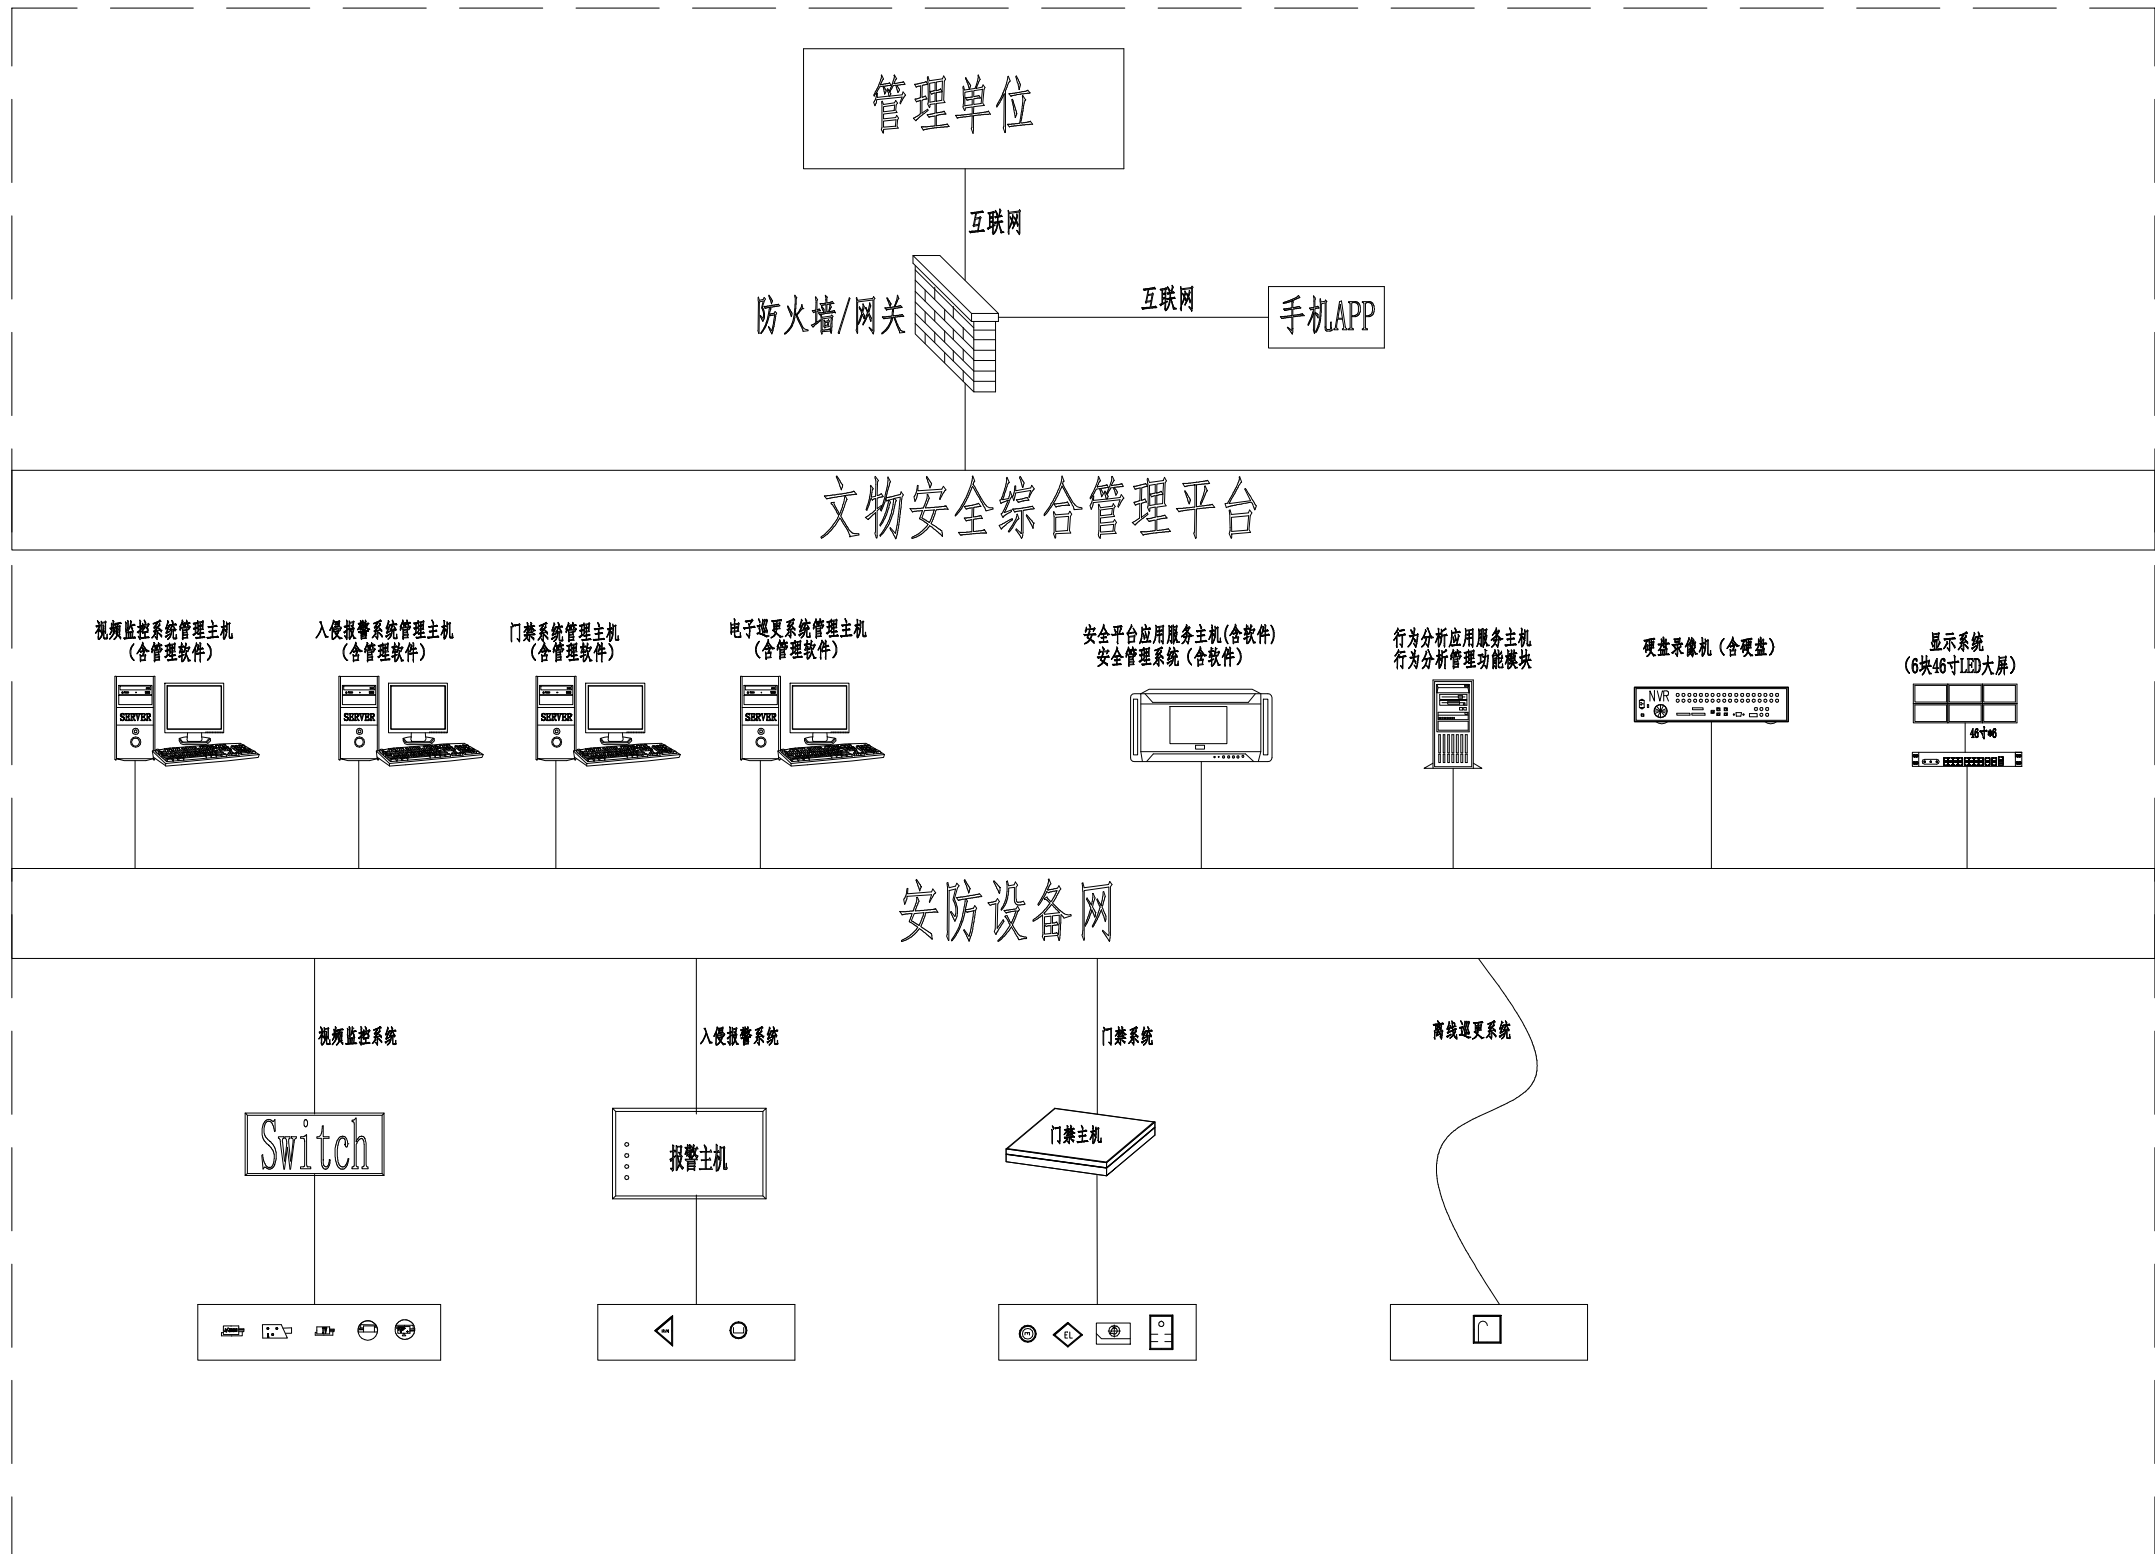 管理单位
互联网
防火墙/网关
互联网
手机APP
文物安全综合管理平台
视频监控系统管理主机
(含管理软件)
入侵报警系统管理主机
(含管理软件)
门禁系统管理主机
(含管理软件)
电子巡更系统管理主机
(含管理软件)
安全平台应用服务主机(含软件)
安全管理系统(含软件)
行为分析应用服务主机
行为分析管理功能模块
硬盘录像机(含硬盘)
显示系统
(6块46寸LED大屏)
SERVER
SERVER
SERVER
SERVER
NVR
46寸*6
安防设备网
视频监控系统
入侵报警系统
门禁系统
离线巡更系统
Switch
报警主机
门禁主机
EL